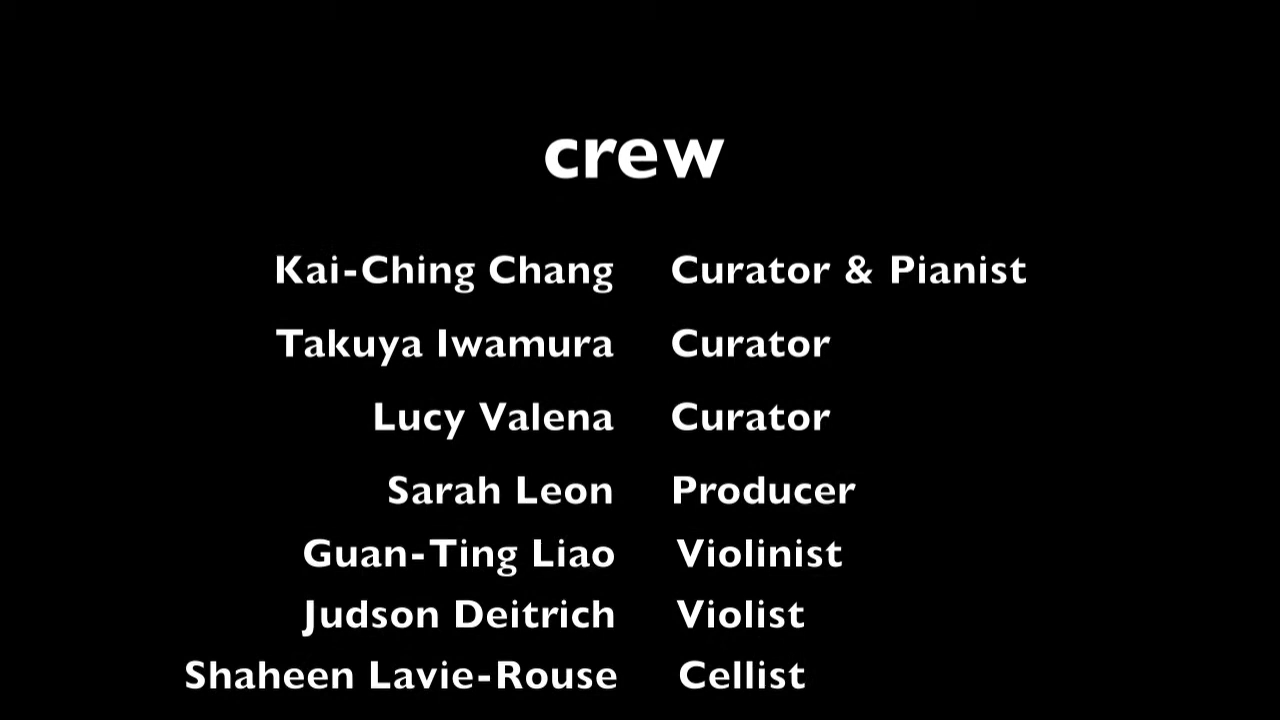 crew
Kai-Ching Chang Curator & Pianist
Takuya Iwamura Curator
Lucy Valena Curator
Sarah Leon Producer
Guan-Ting Liao Violinist
Judson Deitrich Violist
Shaheen Lavie-Rouse Cellist